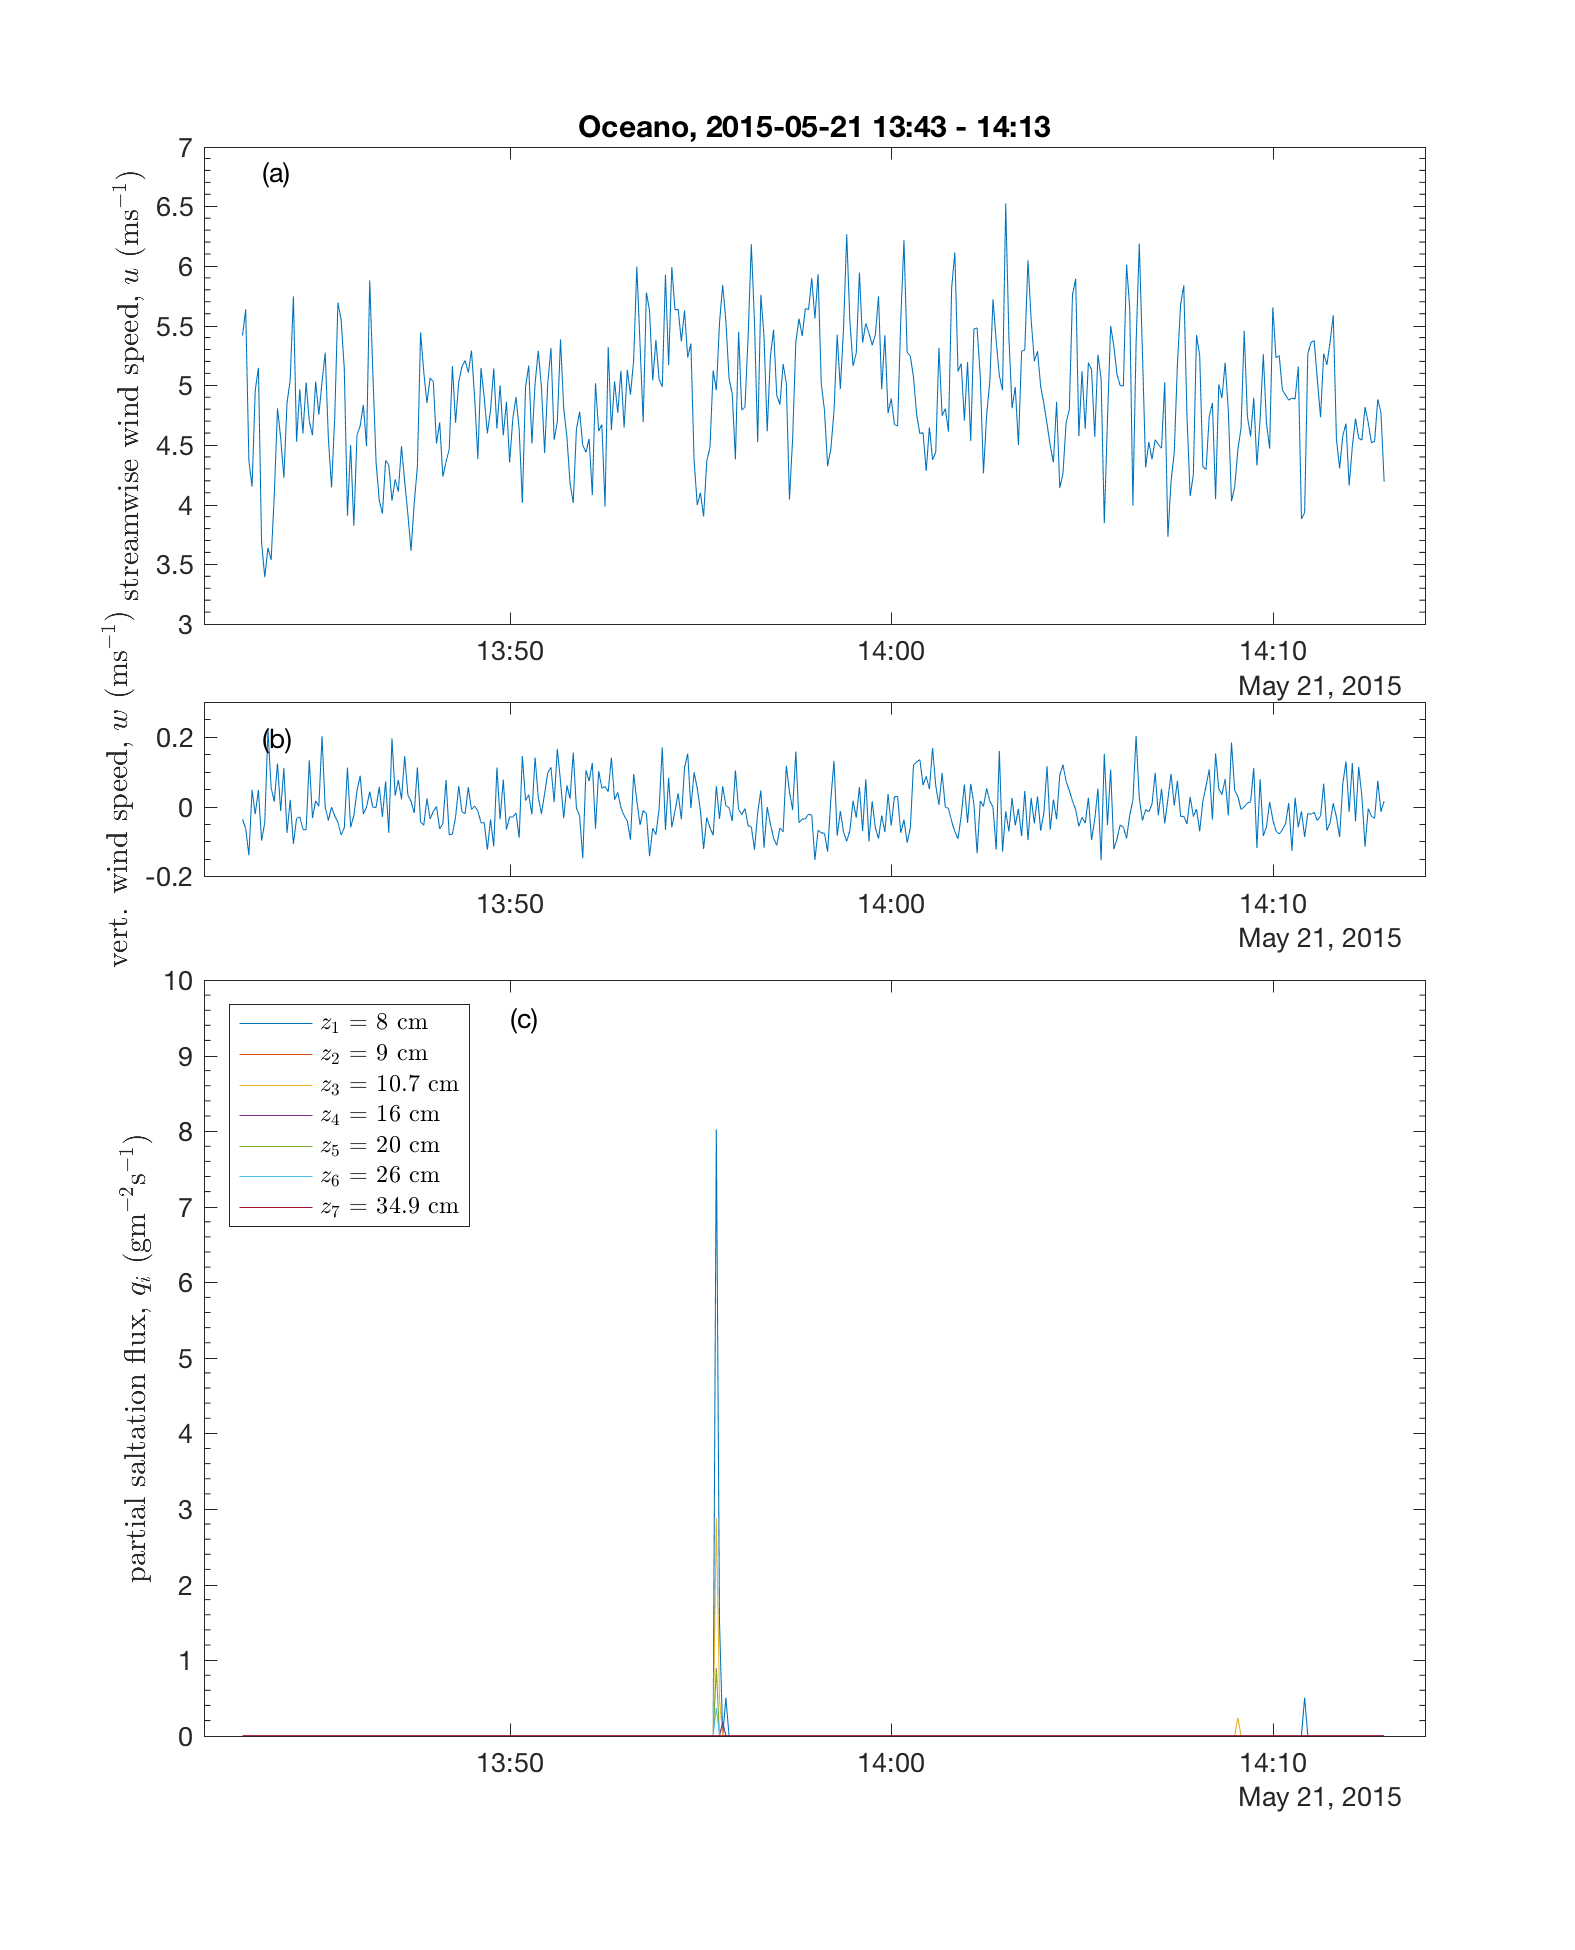 Oceano, 2015-05-21 13:43 - 14:13
(a)
streamwise wind speed, u (ms⁻¹)
7
6.5
6
5.5
5
4.5
4
3.5
3
13:50 14:00 14:10
May 21, 2015
(b)
vert. wind speed, w (ms⁻¹)
0.2
0
-0.2
13:50 14:00 14:10
May 21, 2015
(c)
partial saltation flux, qᵢ (gm⁻²s⁻¹)
10
9
8
7
6
5
4
3
2
1
0
z₁ = 8 cm
z₂ = 9 cm
z₃ = 10.7 cm
z₄ = 16 cm
z₅ = 20 cm
z₆ = 26 cm
z₇ = 34.9 cm
13:50 14:00 14:10
May 21, 2015